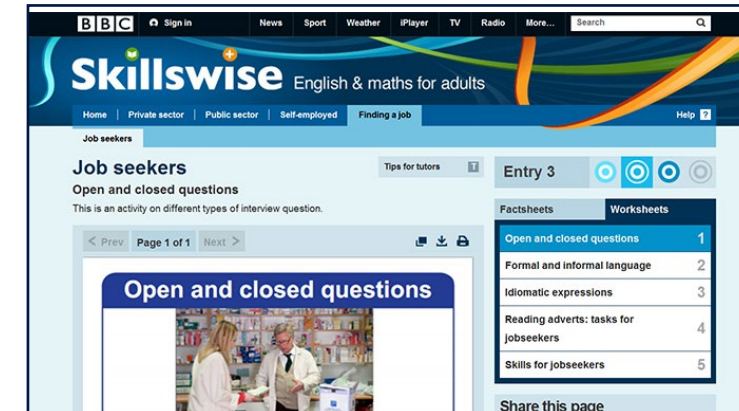 BBC Sign in News Sport Weather iPlayer TV Radio More... Search
Skillswise English & maths for adults
Home | Private sector | Public sector | Self-employed Finding a job Help ?
Job seekers
Job seekers
Tips for tutors T
Open and closed questions
This is an activity on different types of interview question.
< Prev Page 1 of 1 Next >
Open and closed questions
Entry 3
Factsheets Worksheets
Open and closed questions 1
Formal and informal language 2
Idiomatic expressions 3
Reading adverts: tasks for
jobseekers 4
Skills for jobseekers 5
Share this page